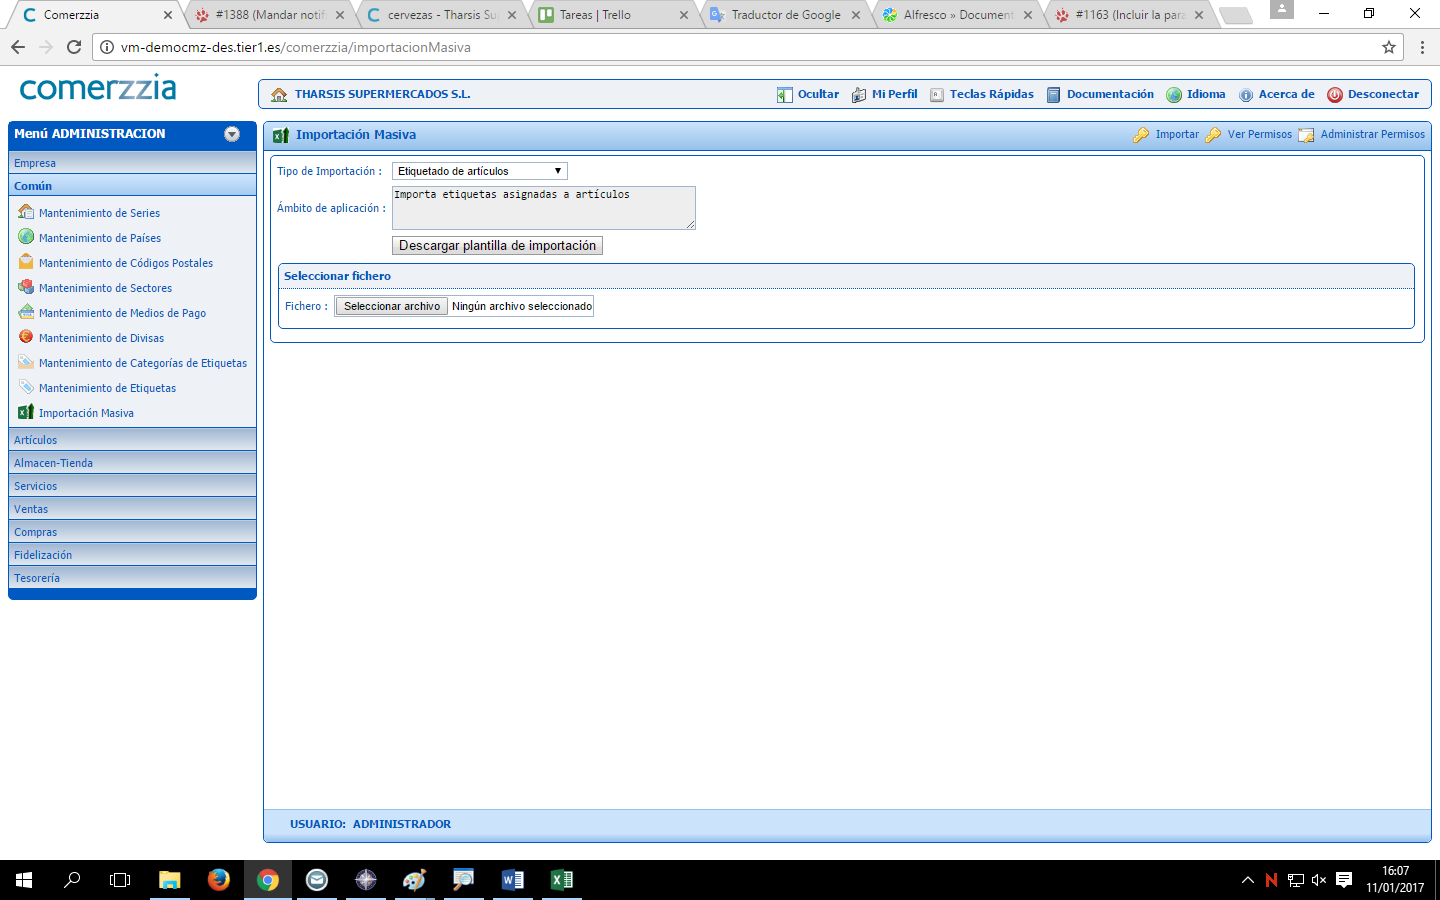 Comerzzia
#1388 (Mandar notif
cervezas - Tharsis Su
Tareas | Trello
Traductor de Google
Alfresco » Document
#1163 (Incluir la para
vm-democmz-des.tier1.es/comerzzia/importacionMasiva
comerzzia
THARSIS SUPERMERCADOS S.L.
Ocultar
Mi Perfil
Teclas Rápidas
Documentación
Idioma
Acerca de
Desconectar
Menú ADMINISTRACION
Empresa
Común
Mantenimiento de Series
Mantenimiento de Países
Mantenimiento de Códigos Postales
Mantenimiento de Sectores
Mantenimiento de Medios de Pago
Mantenimiento de Divisas
Mantenimiento de Categorías de Etiquetas
Mantenimiento de Etiquetas
Importación Masiva
Artículos
Almacen-Tienda
Servicios
Ventas
Compras
Fidelización
Tesorería
Importación Masiva
Importar
Ver Permisos
Administrar Permisos
Tipo de Importación :
Etiquetado de artículos
Ámbito de aplicación :
Importa etiquetas asignadas a artículos
Descargar plantilla de importación
Seleccionar fichero
Fichero :
Seleccionar archivo
Ningún archivo seleccionado
USUARIO: ADMINISTRADOR
16:07
11/01/2017